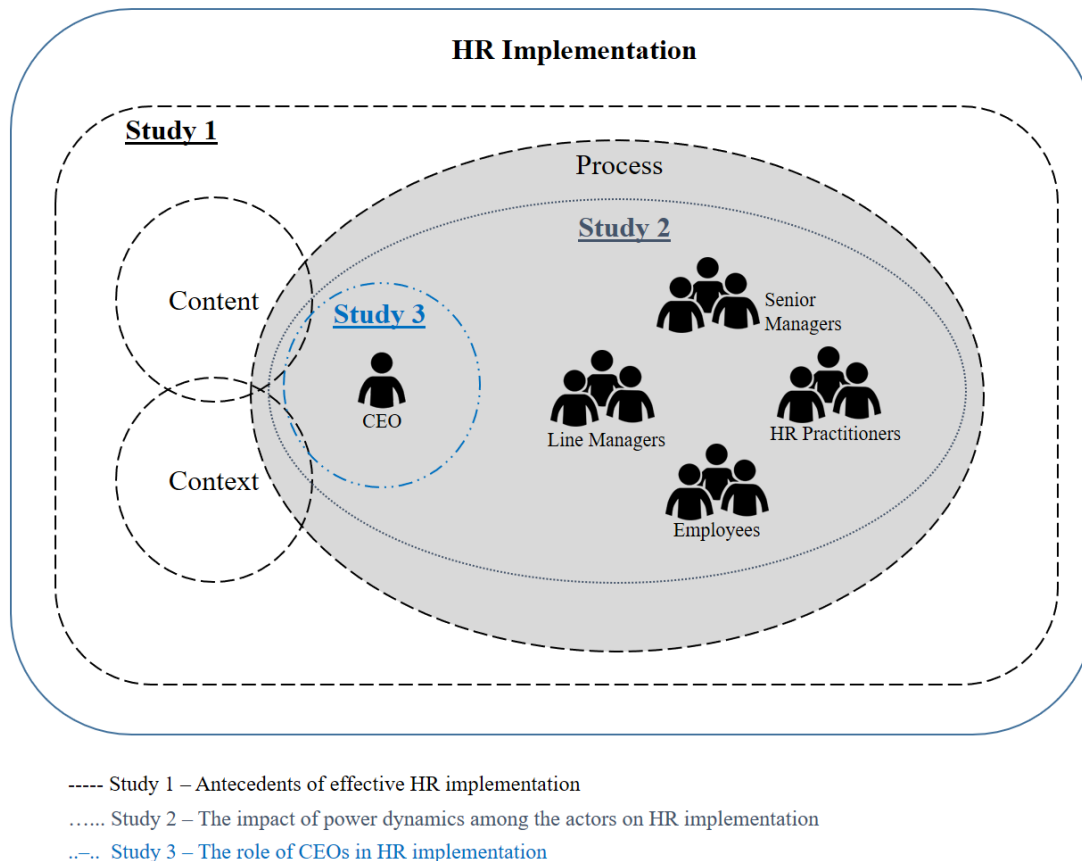 HR Implementation
Study 1
Process
Study 2
Content
Study 3
Senior
Managers
CEO
Line Managers
HR Practitioners
Context
Employees
----- Study 1 – Antecedents of effective HR implementation
…... Study 2 – The impact of power dynamics among the actors on HR implementation
..–.. Study 3 – The role of CEOs in HR implementation